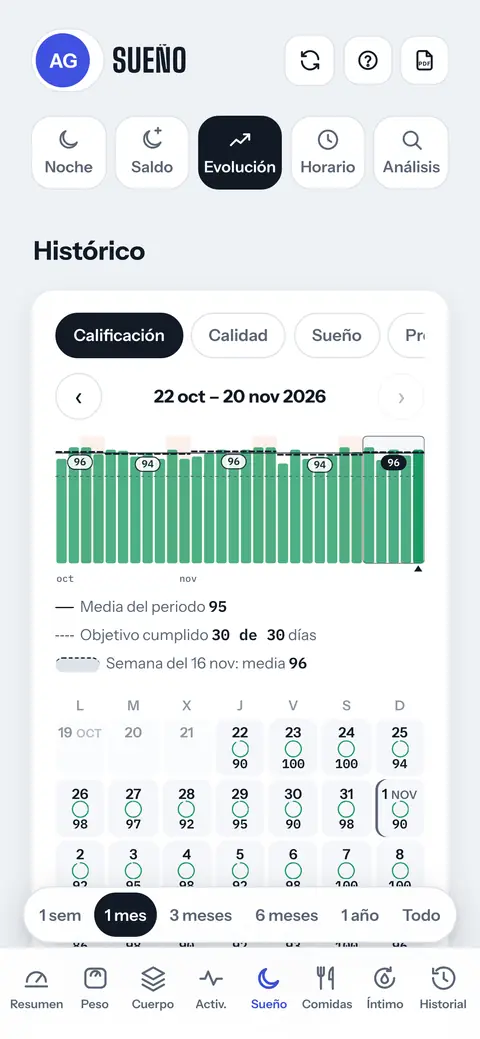 AG SUEÑO PDF
Noche Saldo Evolución Horario Análisis
Histórico
Calificación Calidad Sueño
‹ 22 oct – 20 nov 2026 ›
96 94 96 94 96
oct nov
Media del periodo 95
Objetivo cumplido 30 de 30 días
Semana del 16 nov: media 96
L M X J V S D
19 OCT 20 21 22 23 24 25
90 100 100 94
26 27 28 29 30 31 1 NOV
98 97 92 95 90 98 90
2 3 4 5 6 7 8
1 sem 1 mes 3 meses 6 meses 1 año Todo
Resumen Peso Cuerpo Activ. Sueño Comidas Íntimo Historial